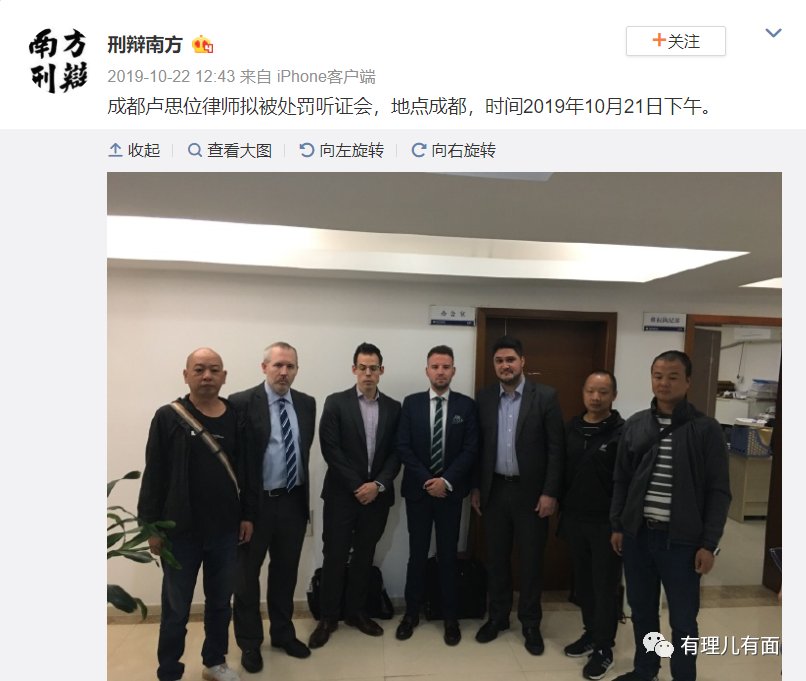 南方
刑辩
刑辩南方
+关注
2019-10-22 12:43 来自 iPhone客户端
成都卢思位律师拟被处罚听证会，地点成都，时间2019年10月21日下午。
收起
查看大图
向左旋转
向右旋转
办公室
有理儿有面